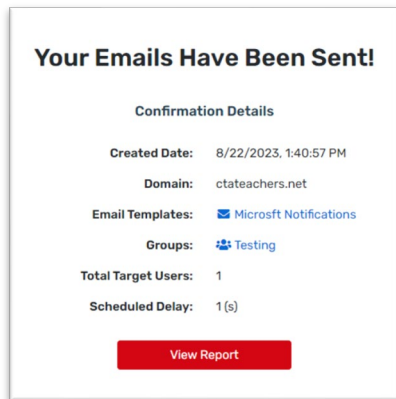 Your Emails Have Been Sent!
Confirmation Details
Created Date: 8/22/2023, 1:40:57 PM
Domain: ctateachers.net
Email Templates: Microsft Notifications
Groups: Testing
Total Target Users: 1
Scheduled Delay: 1 (s)
View Report